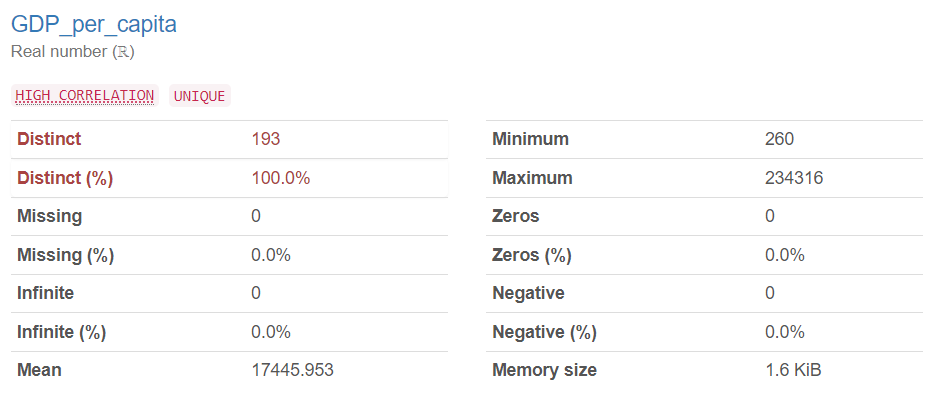 GDP_per_capita
Real number (ℝ)
HIGH CORRELATION UNIQUE
Distinct 193
Distinct (%) 100.0%
Missing 0
Missing (%) 0.0%
Infinite 0
Infinite (%) 0.0%
Mean 17445.953
Minimum 260
Maximum 234316
Zeros 0
Zeros (%) 0.0%
Negative 0
Negative (%) 0.0%
Memory size 1.6 KiB